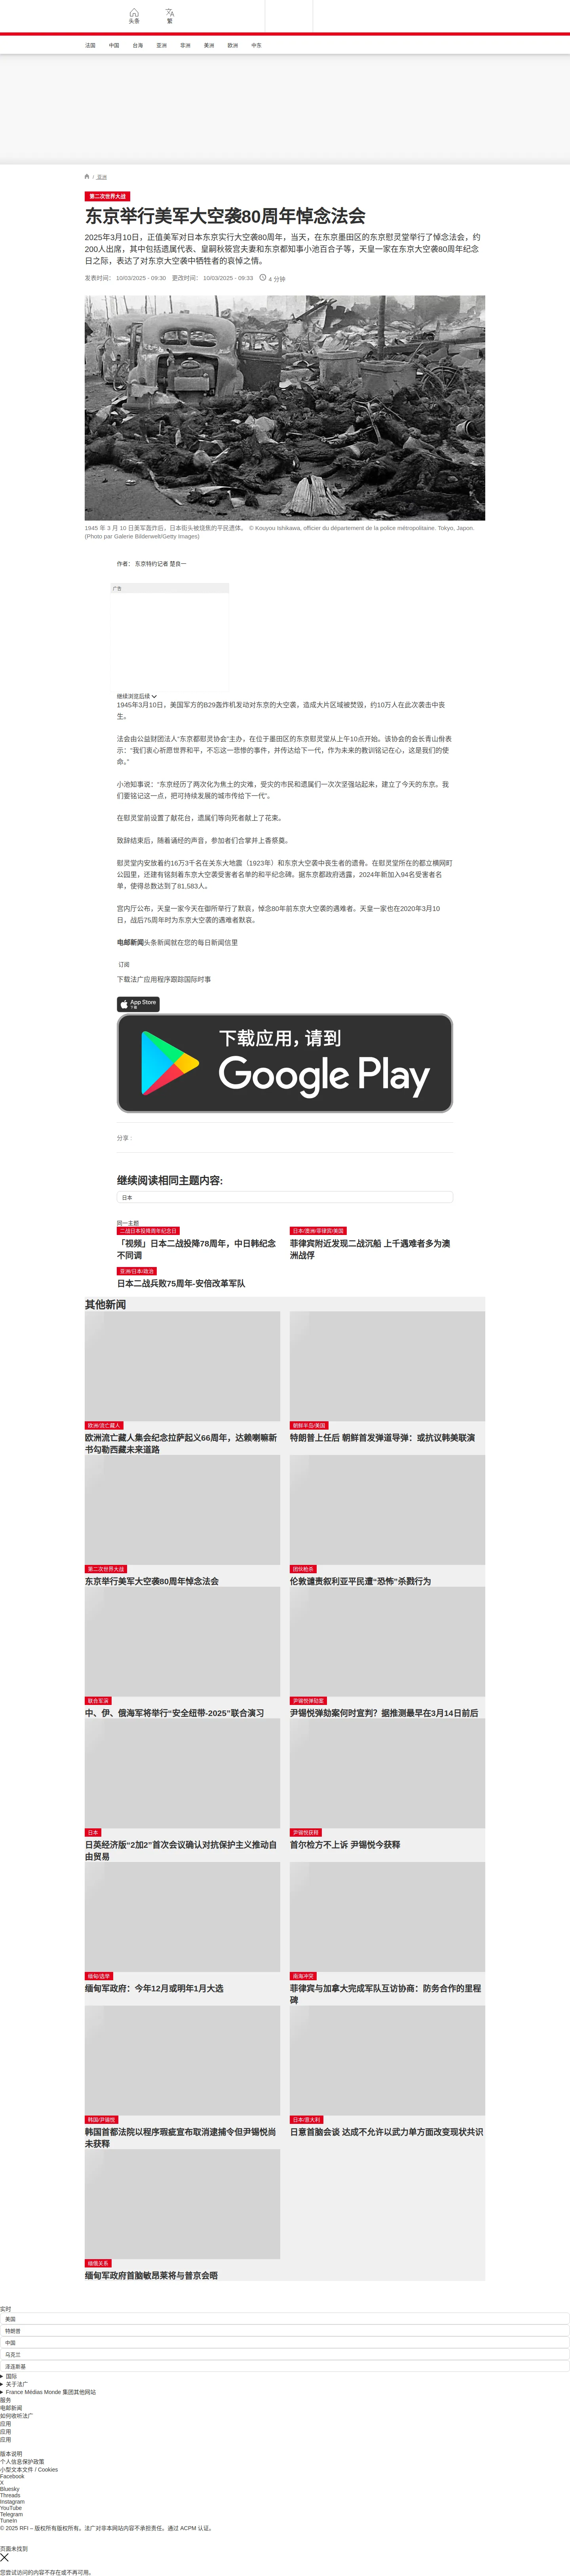 头条
繁
法国 中国 台海 亚洲 非洲 美洲 欧洲 中东
/ 亚洲
第二次世界大战
东京举行美军大空袭80周年悼念法会
2025年3月10日，正值美军对日本东京实行大空袭80周年，当天，在东京墨田区的东京慰灵堂举行了悼念法会，约
200人出席，其中包括遗属代表、皇嗣秋筱宫夫妻和东京都知事小池百合子等，天皇一家在东京大空袭80周年纪念
日之际，表达了对东京大空袭中牺牲者的哀悼之情。
发表时间： 10/03/2025 - 09:30 更改时间： 10/03/2025 - 09:33 4 分钟
1945 年 3 月 10 日美军轰炸后，日本街头被烧焦的平民遗体。 © Kouyou Ishikawa, officier du département de la police métropolitaine. Tokyo, Japon.
(Photo par Galerie Bilderwelt/Getty Images)
作者： 东京特约记者 楚良一
广告
继续浏览后续
1945年3月10日，美国军方的B29轰炸机发动对东京的大空袭，造成大片区域被焚毁，约10万人在此次袭击中丧
生。
法会由公益财团法人“东京都慰灵协会”主办，在位于墨田区的东京慰灵堂从上午10点开始。该协会的会长青山佾表
示：“我们衷心祈愿世界和平，不忘这一悲惨的事件，并传达给下一代，作为未来的教训铭记在心，这是我们的使
命。”
小池知事说：“东京经历了两次化为焦土的灾难，受灾的市民和遗属们一次次坚强站起来，建立了今天的东京。我
们要铭记这一点，把可持续发展的城市传给下一代”。
在慰灵堂前设置了献花台，遗属们等向死者献上了花束。
致辞结束后，随着诵经的声音，参加者们合掌并上香祭奠。
慰灵堂内安放着约16万3千名在关东大地震（1923年）和东京大空袭中丧生者的遗骨。在慰灵堂所在的都立横网町
公园里，还建有铭刻着东京大空袭受害者名单的和平纪念碑。据东京都政府透露，2024年新加入94名受害者名
单，使得总数达到了81,583人。
宫内厅公布，天皇一家今天在御所举行了默哀，悼念80年前东京大空袭的遇难者。天皇一家也在2020年3月10
日，战后75周年时为东京大空袭的遇难者默哀。
电邮新闻头条新闻就在您的每日新闻信里
订阅
下载法广应用程序跟踪国际时事
App Store
下载
下载应用，请到
Google Play
分享 :
继续阅读相同主题内容:
日本
同一主题
二战日本投降周年纪念日
「视频」日本二战投降78周年，中日韩纪念
不同调
日本/澳洲/菲律宾/美国
菲律宾附近发现二战沉船 上千遇难者多为澳
洲战俘
亚洲/日本/政治
日本二战兵败75周年-安倍改革军队
其他新闻
欧洲/流亡藏人
欧洲流亡藏人集会纪念拉萨起义66周年，达赖喇嘛新
书勾勒西藏未来道路
朝鲜半岛/美国
特朗普上任后 朝鲜首发弹道导弹：或抗议韩美联演
第二次世界大战
东京举行美军大空袭80周年悼念法会
团伙枪杀
伦敦谴责叙利亚平民遭“恐怖”杀戮行为
联合军演
中、伊、俄海军将举行“安全纽带-2025”联合演习
尹锡悦弹劾案
尹锡悦弹劾案何时宣判？据推测最早在3月14日前后
日本
日英经济版“2加2”首次会议确认对抗保护主义推动自
由贸易
尹锡悦获释
首尔检方不上诉 尹锡悦今获释
缅甸/选举
缅甸军政府：今年12月或明年1月大选
南海冲突
菲律宾与加拿大完成军队互访协商：防务合作的里程
碑
韩国/尹锡悦
韩国首都法院以程序瑕疵宣布取消逮捕令但尹锡悦尚
未获释
日本/意大利
日意首脑会谈 达成不允许以武力单方面改变现状共识
缅俄关系
缅甸军政府首脑敏昂莱将与普京会晤
实时
美国
特朗普
中国
乌克兰
泽连斯基
国际
关于法广
France Médias Monde 集团其他网站
服务
电邮新闻
如何收听法广
应用
应用
应用
版本说明
个人信息保护政策
小型文本文件 / Cookies
Facebook
X
Bluesky
Threads
Instagram
YouTube
Telegram
TuneIn
© 2025 RFI – 版权所有版权所有。法广对非本网站内容不承担责任。通过 ACPM 认证。
页面未找到
您尝试访问的内容不存在或不再可用。